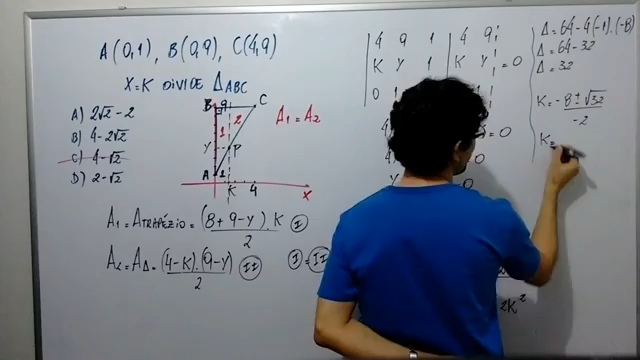 A(0,1), B(0,9), C(4,9)
X=K DIVIDE ΔABC
A) 2√2 - 2
B) 4-2√2
C) 4-√2
D) 2-√2
B 9 C
1 2
Y P
A 1
K 4 X
A1 = A2
A1 = ATRAPÉZIO = (8+9-Y).K / 2 I
A2 = AΔ = (4-K).(9-Y) / 2 II
I = II
4 9 1 4 9
K Y 1 K Y = 0
0 1
= 0
0
2K²
Δ = 64-4(-1).(-8)
Δ = 64-32
Δ = 32
K = -8 ± √32 / -2
K=